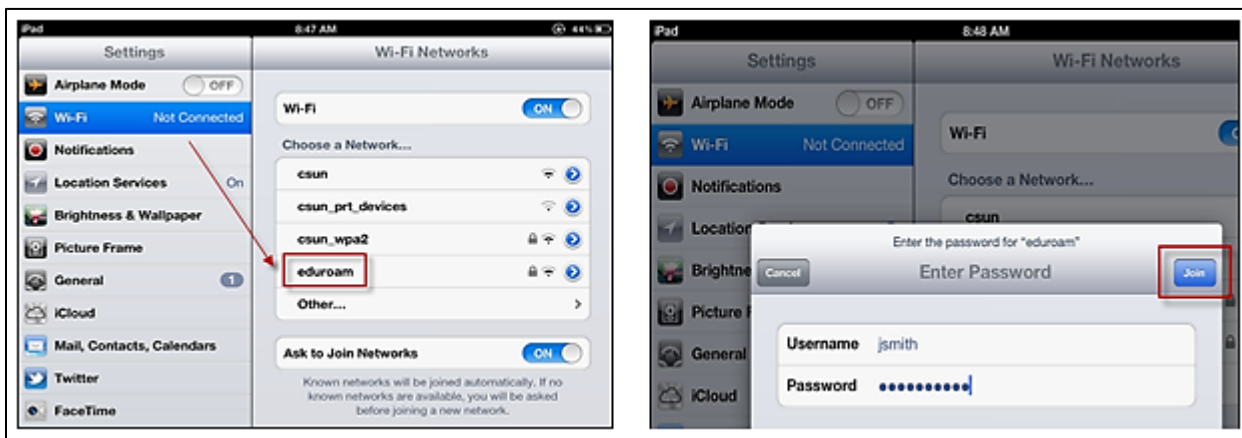 iPad 8:47 AM 44%
Settings
Wi-Fi Networks
Airplane Mode OFF
Wi-Fi Not Connected
Notifications
Location Services On
Brightness & Wallpaper
Picture Frame
General 1
iCloud
Mail, Contacts, Calendars
Twitter
FaceTime
Wi-Fi ON
Choose a Network...
csun
csun_prt_devices
csun_wpa2
eduroam
Other...
Ask to Join Networks ON
Known networks will be joined automatically. If no
known networks are available, you will be asked
before joining a new network.
iPad 8:48 AM
Settings
Wi-Fi Networks
Airplane Mode OFF
Wi-Fi Not Connected
Notifications
Location
Brightne
Picture F
General
iCloud
Wi-Fi
Choose a Network...
csun
Enter the password for "eduroam"
Cancel Enter Password Join
Username jsmith
Password ●●●●●●●●●●